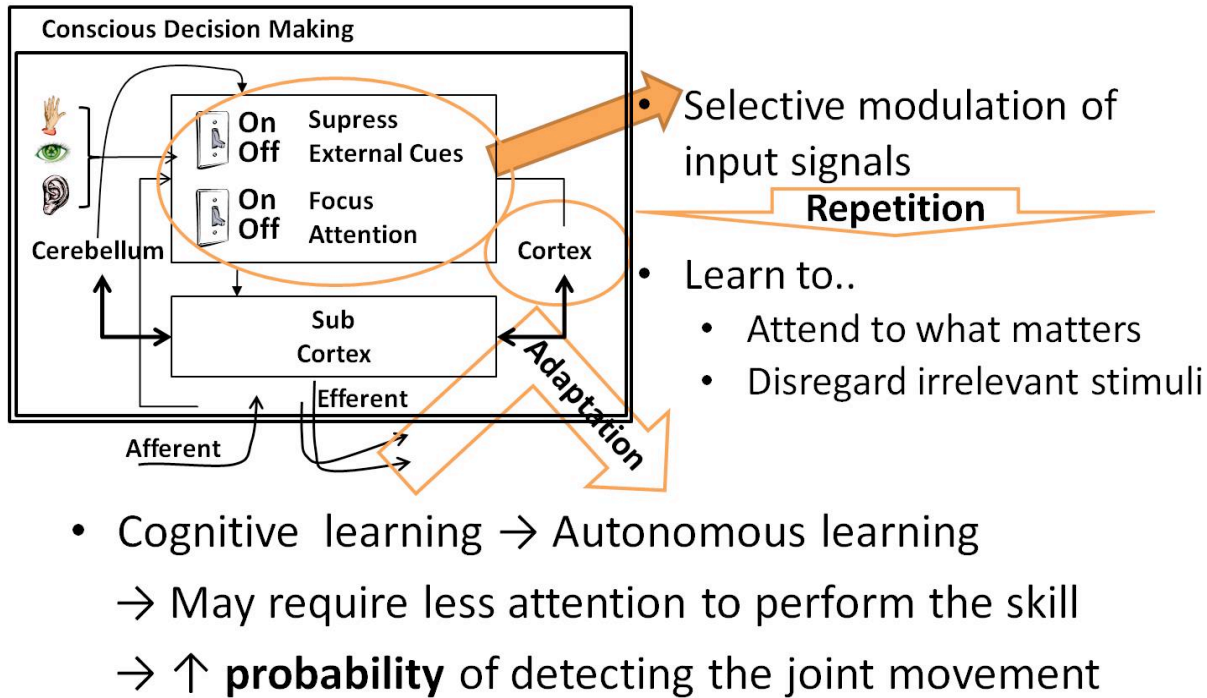 Conscious Decision Making
On
Off
Supress
External Cues
On
Off
Focus
Attention
Cerebellum
Cortex
Sub
Cortex
Efferent
Afferent
Adaptation
• Selective modulation of
input signals
Repetition
• Learn to..
• Attend to what matters
• Disregard irrelevant stimuli
• Cognitive learning → Autonomous learning
→ May require less attention to perform the skill
→ ↑ probability of detecting the joint movement